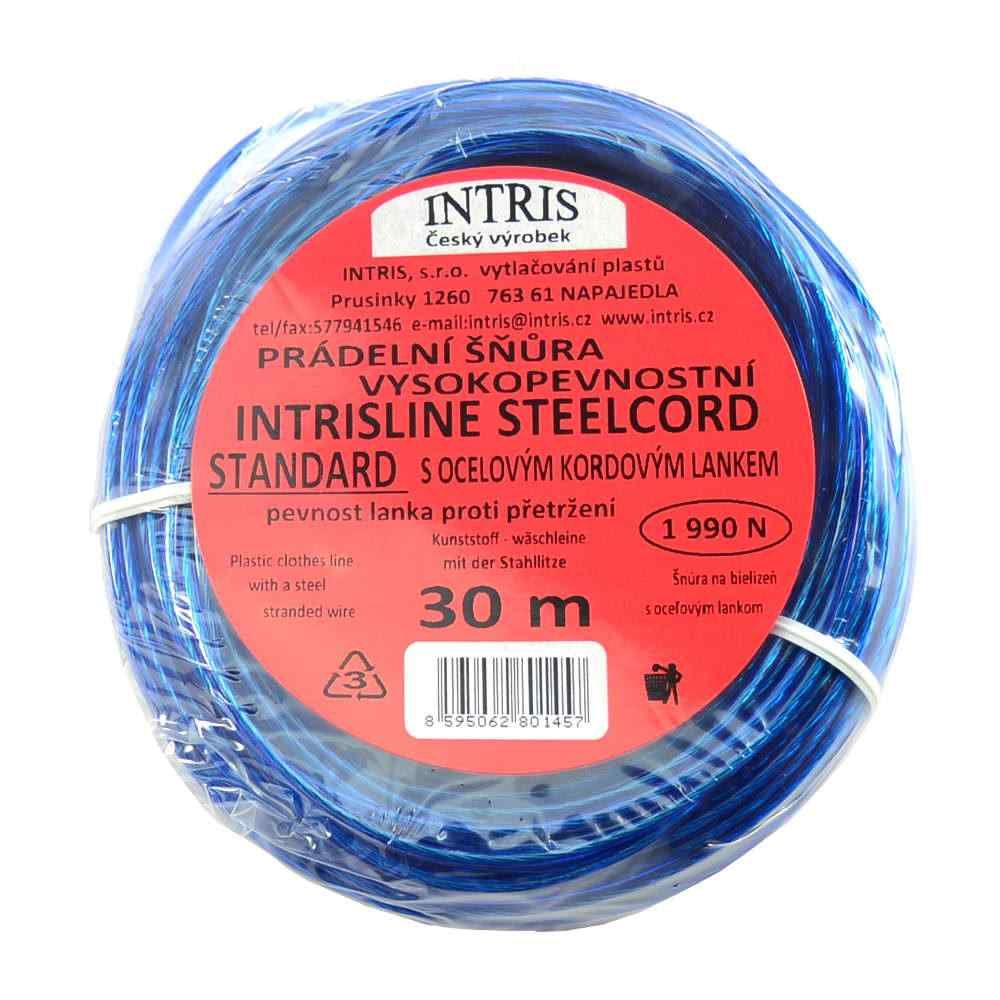 INTRIS
Český výrobek
INTRIS, s.r.o. vytlačování plastů
Prusinky 1260 763 61 NAPAJEDLA
tel/fax:577941546 e-mail:intris@intris.cz www.intris.cz
PRÁDELNÍ ŠŇŮRA
VYSOKOPEVNOSTNÍ
INTRISLINE STEELCORD
STANDARD S OCELOVÝM KORDOVÝM LANKEM
pevnost lanka proti přetržení
1 990 N
Plastic clothes line
with a steel
stranded wire
Kunststoff - wäschleine
mit der Stahllitze
Šnúra na bielizeň
s oceľovým lankom
30 m
3
8 595062 801457